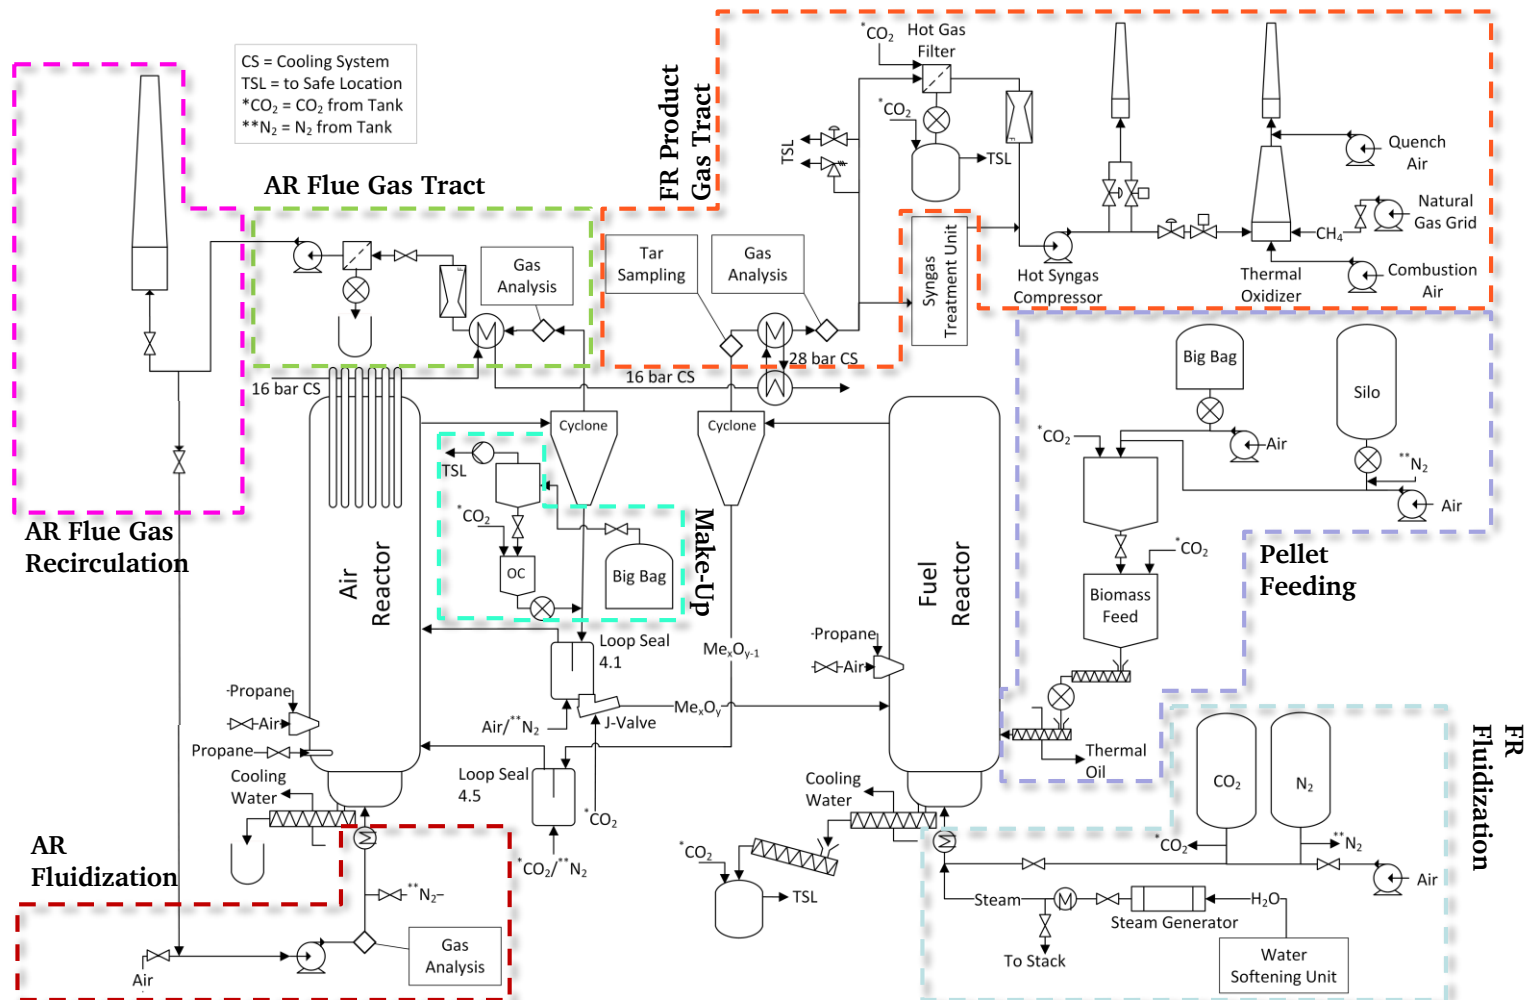 CS = Cooling System
TSL = to Safe Location
*CO₂ = CO₂ from Tank
**N₂ = N₂ from Tank
AR Flue Gas Tract
FR Product
Gas Tract
*CO₂
Hot Gas
Filter
*CO₂
TSL
TSL
Quench
Air
Natural
Gas Grid
CH₄
Combustion
Air
Hot Syngas
Compressor
Thermal
Oxidizer
Gas
Analysis
Tar
Sampling
Gas
Analysis
Syngas
Treatment Unit
F
F
M
M
M
28 bar CS
16 bar CS
16 bar CS
Big Bag
Silo
*CO₂
Air
**N₂
Air
Cyclone
Cyclone
TSL
*CO₂
OC
Big Bag
Make-Up
AR Flue Gas
Recirculation
Air
Reactor
Fuel
Reactor
Pellet
Feeding
*CO₂
Biomass
Feed
Loop Seal
4.1
MeₓOᵧ₋₁
-Propane
Air
-Propane
Air
Propane
Air/**N₂
J-Valve
MeₓOᵧ
Thermal
Oil
Loop Seal
4.5
Cooling
Water
Cooling
Water
*CO₂
*CO₂/**N₂
CO₂
N₂
FR
Fluidization
*CO₂
**N₂
Air
AR
Fluidization
M
M
**N₂
*CO₂
TSL
Steam
M
H₂O
Steam Generator
To Stack
Water
Softening Unit
Gas
Analysis
Air